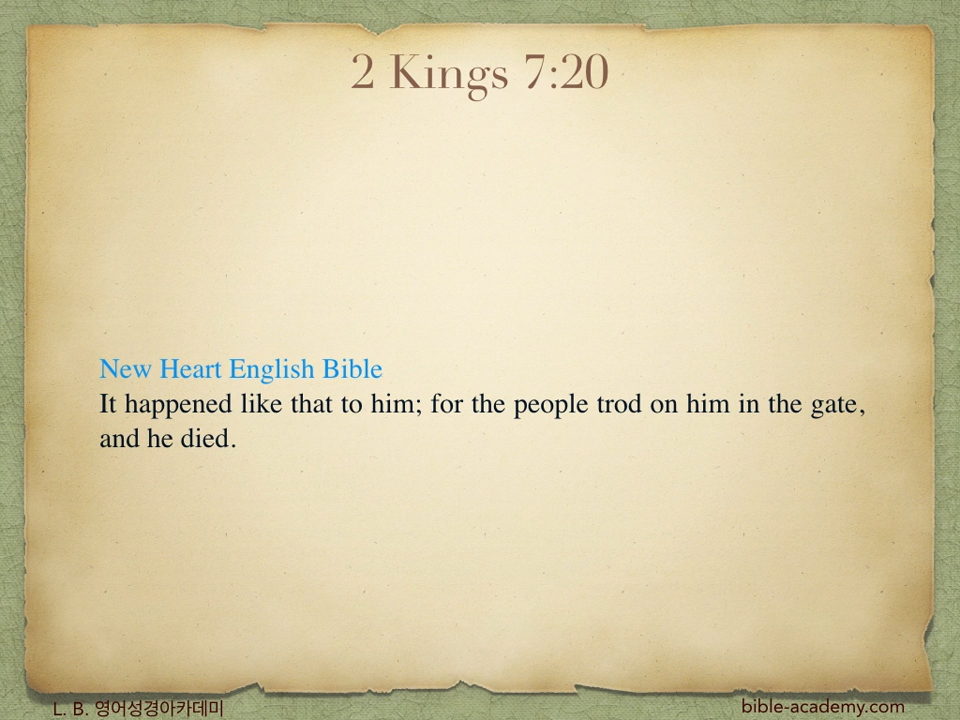 2 Kings 7:20
New Heart English Bible
It happened like that to him; for the people trod on him in the gate,
and he died.
L. B. 영어성경아카데미
bible-academy.com